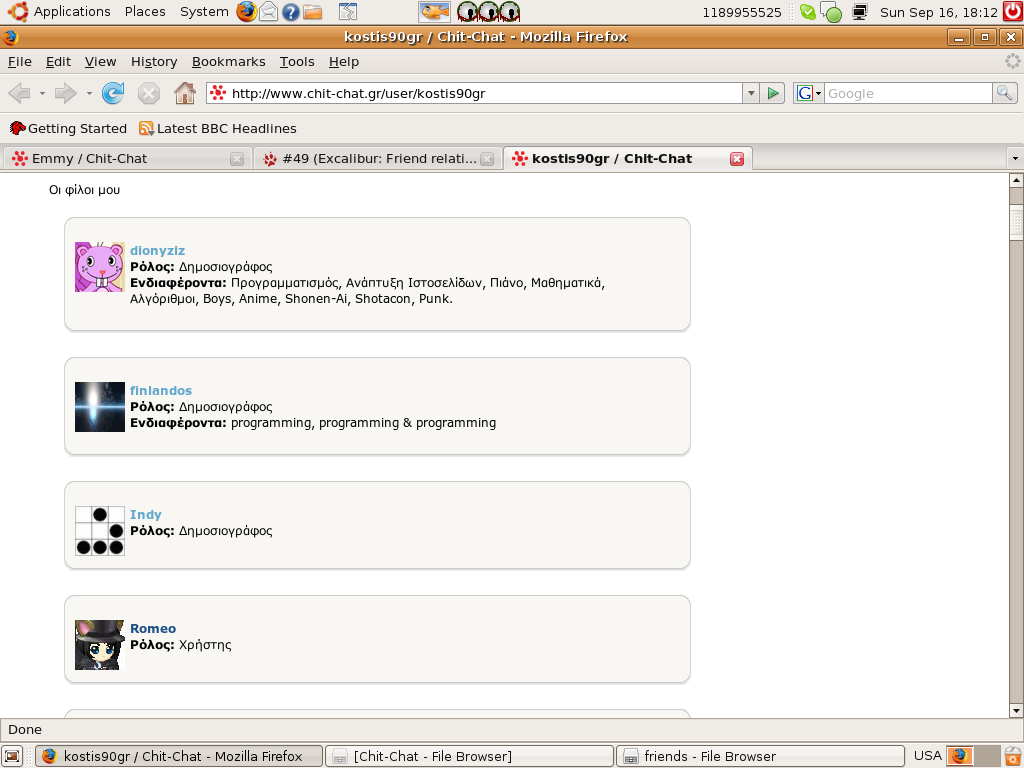 Applications Places System 1189955525 Sun Sep 16, 18:12
kostis90gr / Chit-Chat - Mozilla Firefox
File Edit View History Bookmarks Tools Help
http://www.chit-chat.gr/user/kostis90gr G Google
Getting Started Latest BBC Headlines
Emmy / Chit-Chat #49 (Excalibur: Friend relati... kostis90gr / Chit-Chat
Οι φίλοι μου
dionyziz
Ρόλος: Δημοσιογράφος
Ενδιαφέροντα: Προγραμματισμός, Ανάπτυξη Ιστοσελίδων, Πιάνο, Μαθηματικά,
Αλγόριθμοι, Boys, Anime, Shonen-Ai, Shotacon, Punk.
finlandos
Ρόλος: Δημοσιογράφος
Ενδιαφέροντα: programming, programming & programming
Indy
Ρόλος: Δημοσιογράφος
Romeo
Ρόλος: Χρήστης
Done
kostis90gr / Chit-Chat - Mozilla Firefox [Chit-Chat - File Browser] friends - File Browser USA